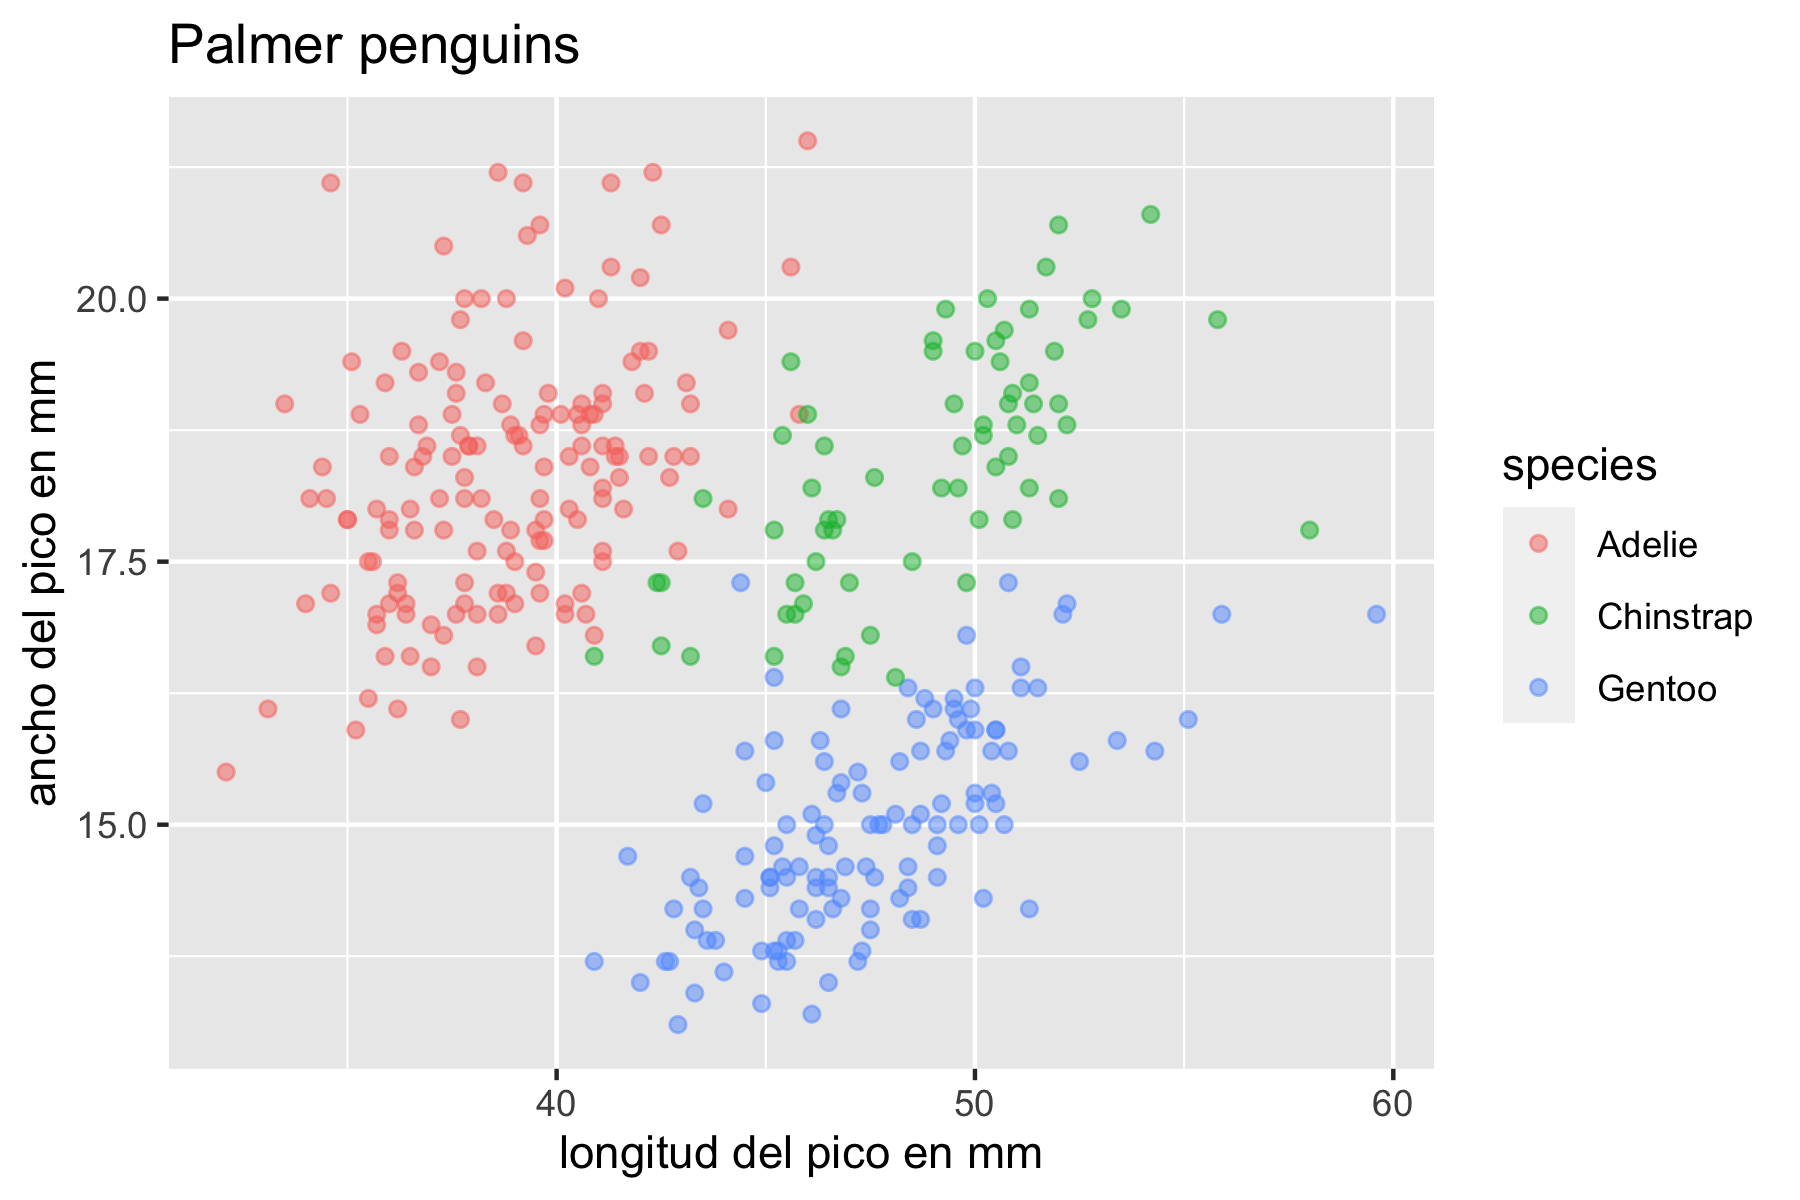 Palmer penguins
ancho del pico en mm
20.0
17.5
15.0
40 50 60
longitud del pico en mm
species
Adelie
Chinstrap
Gentoo